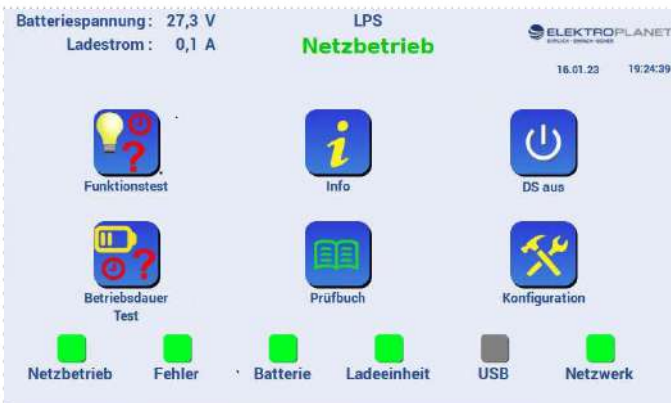 Batteriespannung: 27,3 V
Ladestrom: 0,1 A
LPS
Netzbetrieb
ELEKTROPLANET
16.01.23 19:24:39
Funktionstest
Info
DS aus
Betriebsdauer
Test
Prüfbuch
Konfiguration
Netzbetrieb
Fehler
Batterie
Ladeeinheit
USB
Netzwerk